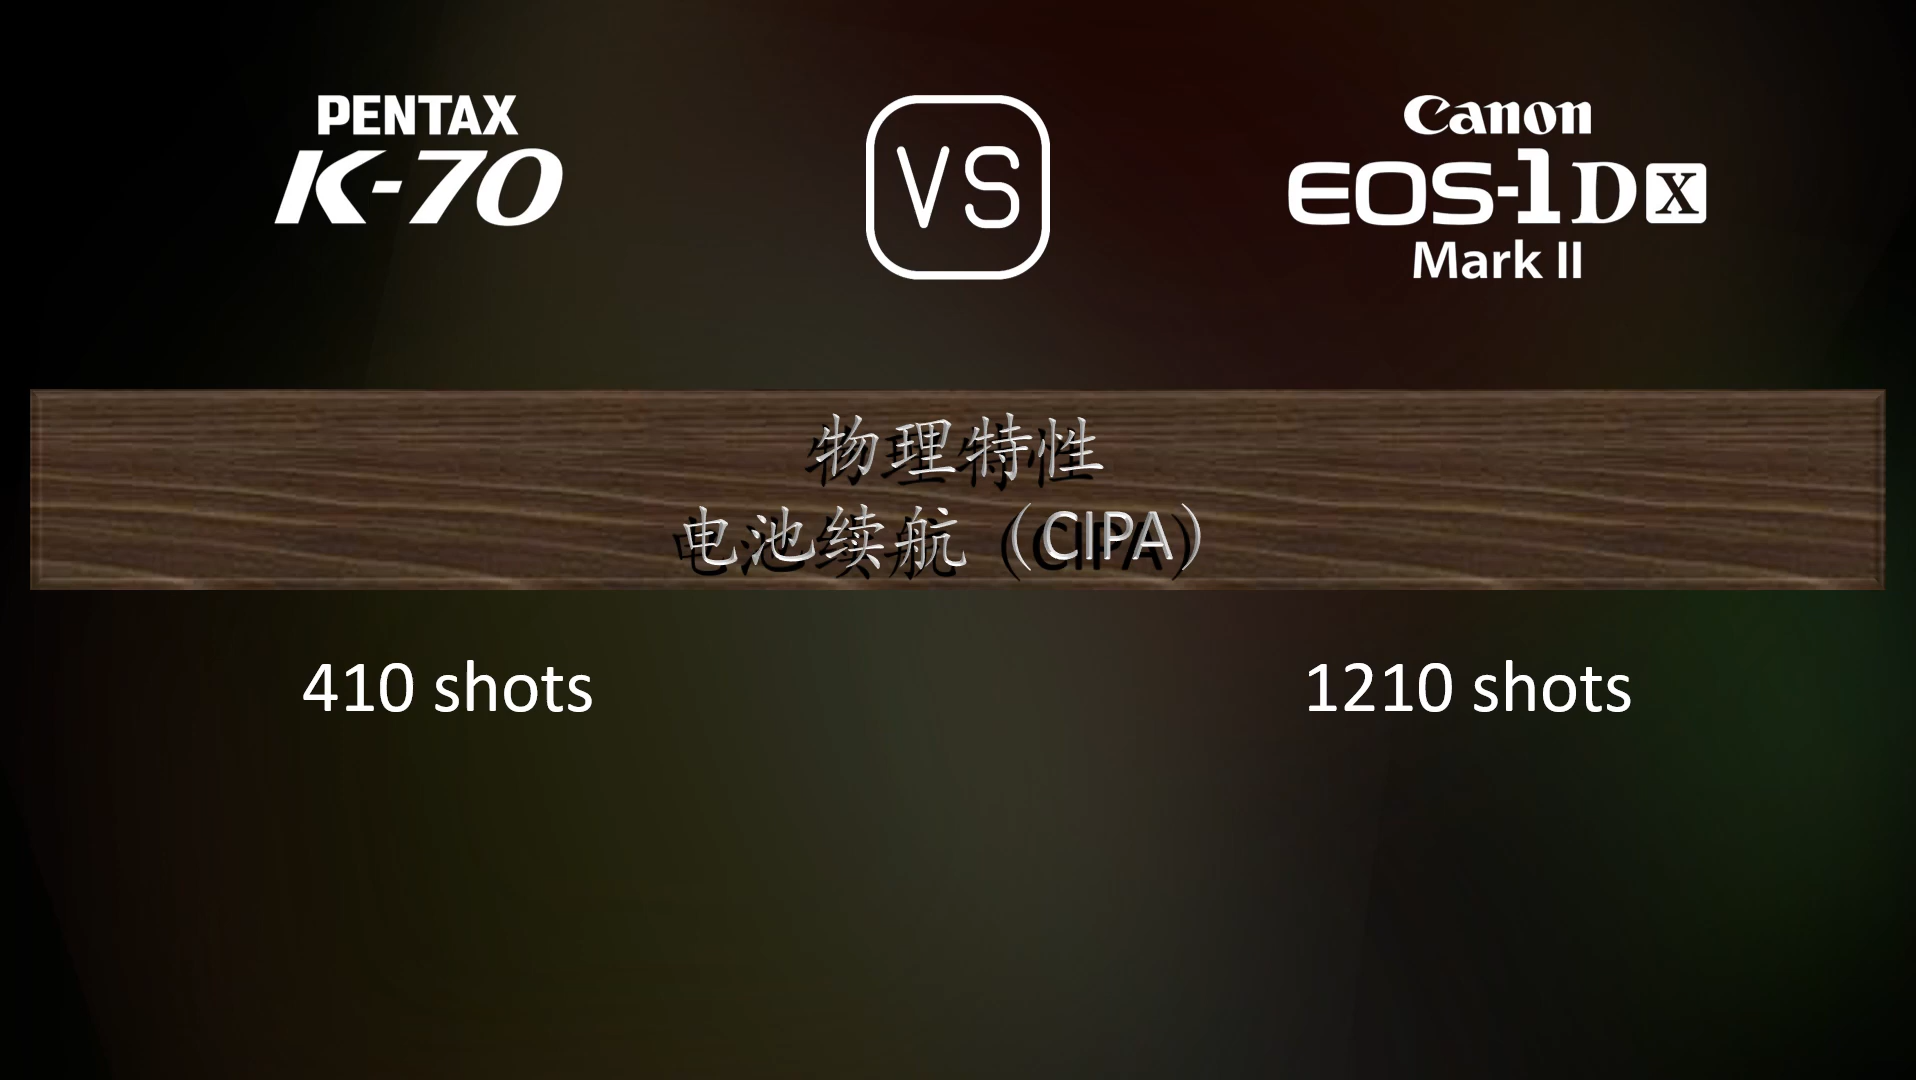 PENTAX
K-70
VS
Canon
EOS-1 D X
Mark II
物理特性
电池续航（CIPA）
410 shots
1210 shots